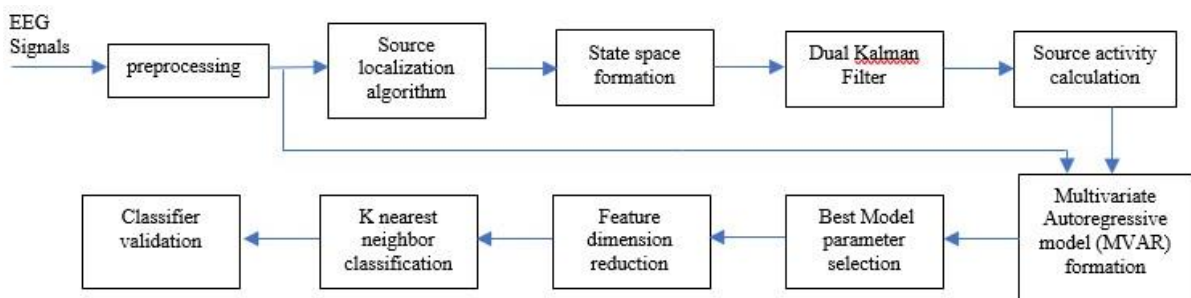 EEG
Signals
preprocessing
Source
localization
algorithm
State space
formation
Dual Kalman
Filter
Source activity
calculation
Multivariate
Autoregressive
model (MVAR)
formation
Best Model
parameter
selection
Feature
dimension
reduction
K nearest
neighbor
classification
Classifier
validation